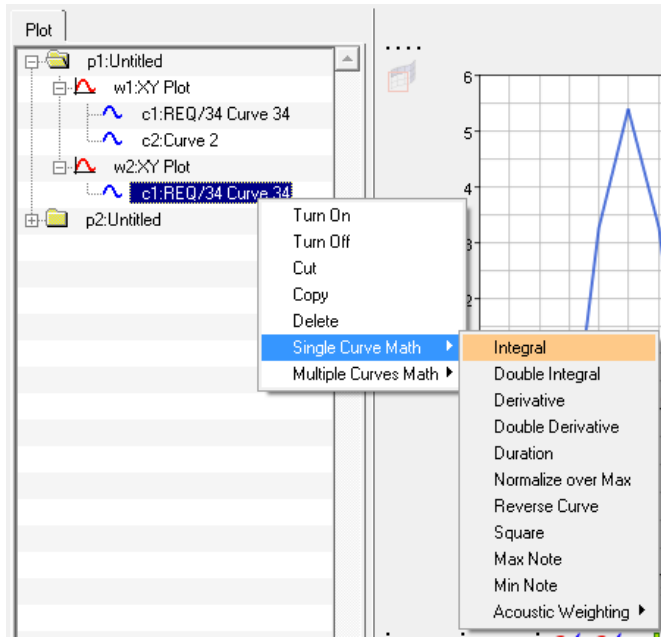 Plot
p1:Untitled
w1:XY Plot
c1:REQ/34 Curve 34
c2:Curve 2
w2:XY Plot
c1:REQ/34 Curve 34
p2:Untitled
Turn On
Turn Off
Cut
Copy
Delete
Single Curve Math
Multiple Curves Math
Integral
Double Integral
Derivative
Double Derivative
Duration
Normalize over Max
Reverse Curve
Square
Max Note
Min Note
Acoustic Weighting
6
5
4
3
2